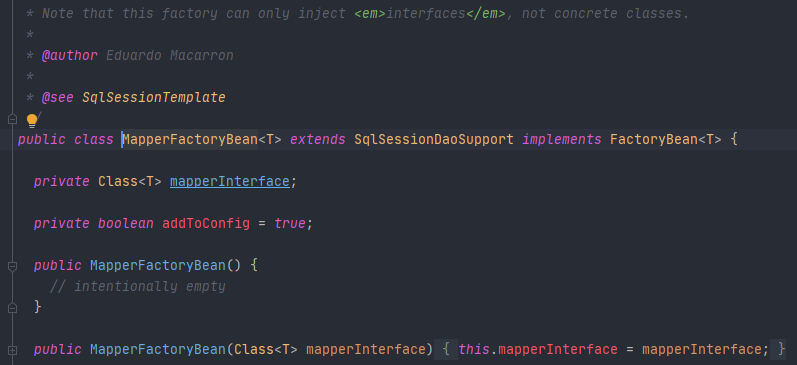 * Note that this factory can only inject <em>interfaces</em>, not concrete classes.
*
* @author Eduardo Macarron
*
* @see SqlSessionTemplate
/
public class MapperFactoryBean<T> extends SqlSessionDaoSupport implements FactoryBean<T> {
private Class<T> mapperInterface;
private boolean addToConfig = true;
public MapperFactoryBean() {
// intentionally empty
}
public MapperFactoryBean(Class<T> mapperInterface) { this.mapperInterface = mapperInterface; }